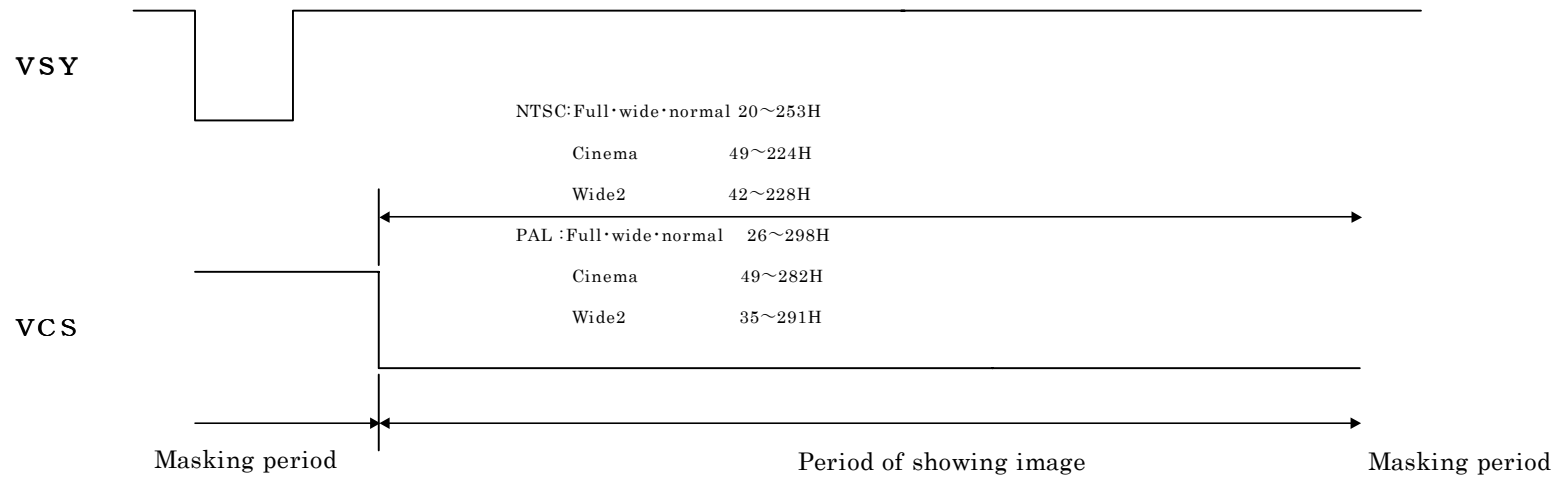 VSY
NTSC:Full･wide･normal 20～253H
Cinema 49～224H
Wide2 42～228H
PAL :Full･wide･normal 26～298H
Cinema 49～282H
VCS
Wide2 35～291H
Masking period
Period of showing image
Masking period